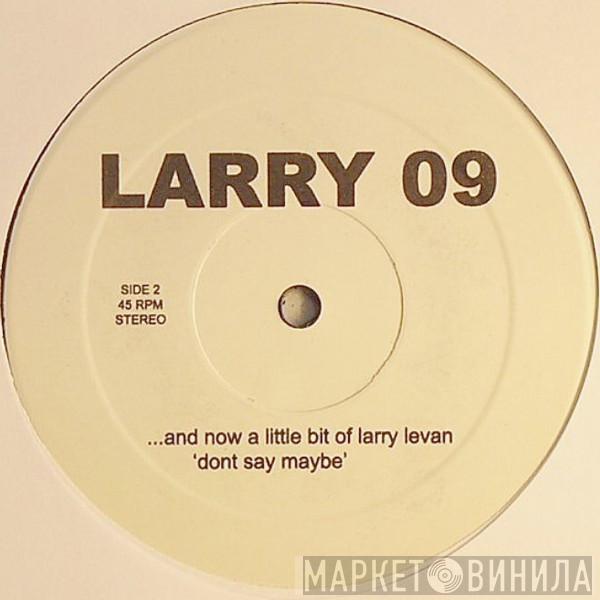 LARRY 09
SIDE 2
45 RPM
STEREO
...and now a little bit of larry levan
'dont say maybe'
МАРКЕТ ВИНИЛА